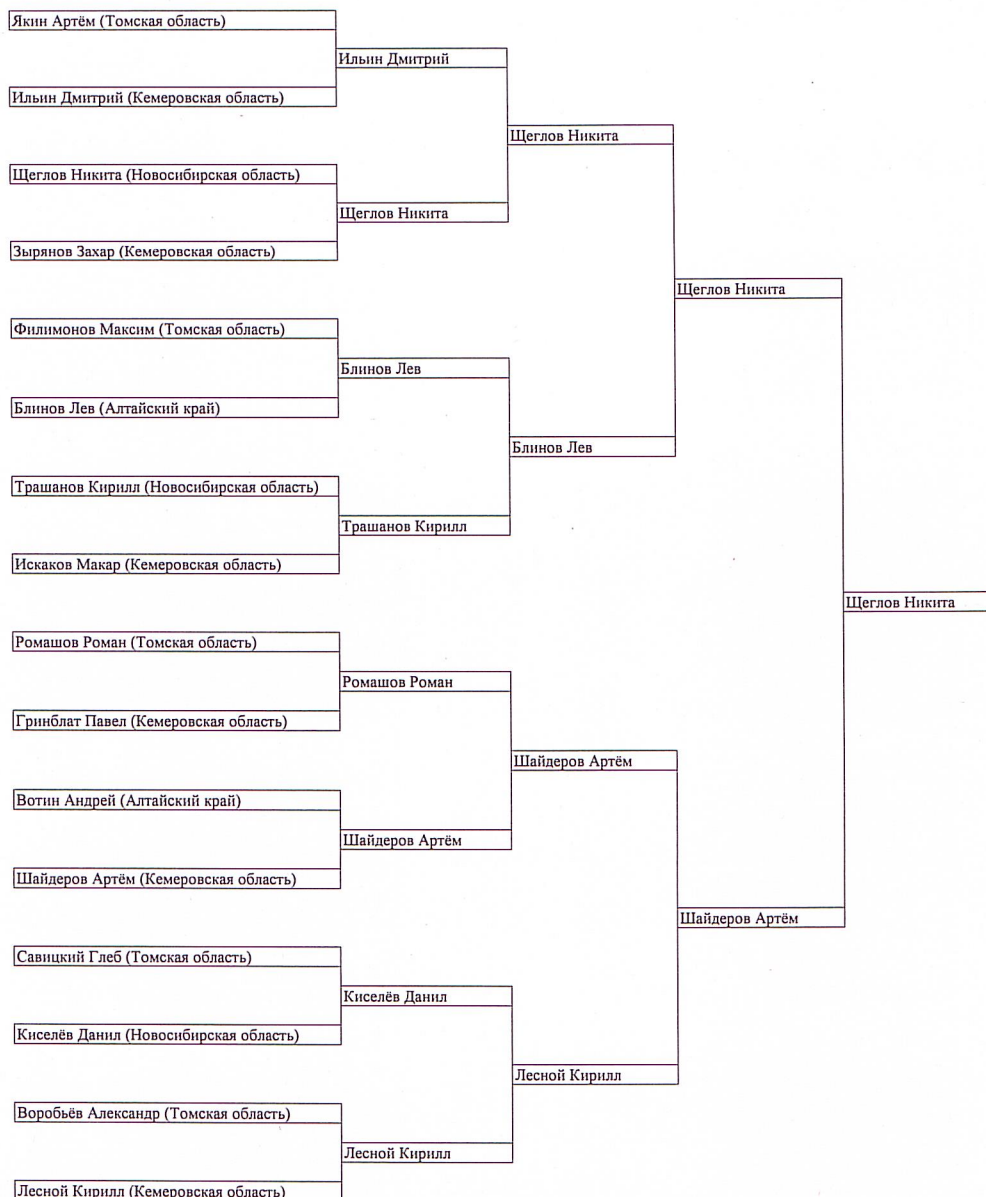 Якин Артём (Томская область)
Ильин Дмитрий
Ильин Дмитрий (Кемеровская область)
Щеглов Никита
Щеглов Никита (Новосибирская область)
Щеглов Никита
Зырянов Захар (Кемеровская область)
Щеглов Никита
Филимонов Максим (Томская область)
Блинов Лев
Блинов Лев (Алтайский край)
Блинов Лев
Трашанов Кирилл (Новосибирская область)
Трашанов Кирилл
Искаков Макар (Кемеровская область)
Щеглов Никита
Ромашов Роман (Томская область)
Ромашов Роман
Гринблат Павел (Кемеровская область)
Шайдеров Артём
Вотин Андрей (Алтайский край)
Шайдеров Артём
Шайдеров Артём (Кемеровская область)
Шайдеров Артём
Савицкий Глеб (Томская область)
Киселёв Данил
Киселёв Данил (Новосибирская область)
Лесной Кирилл
Воробьёв Александр (Томская область)
Лесной Кирилл
Лесной Кирилл (Кемеровская область)